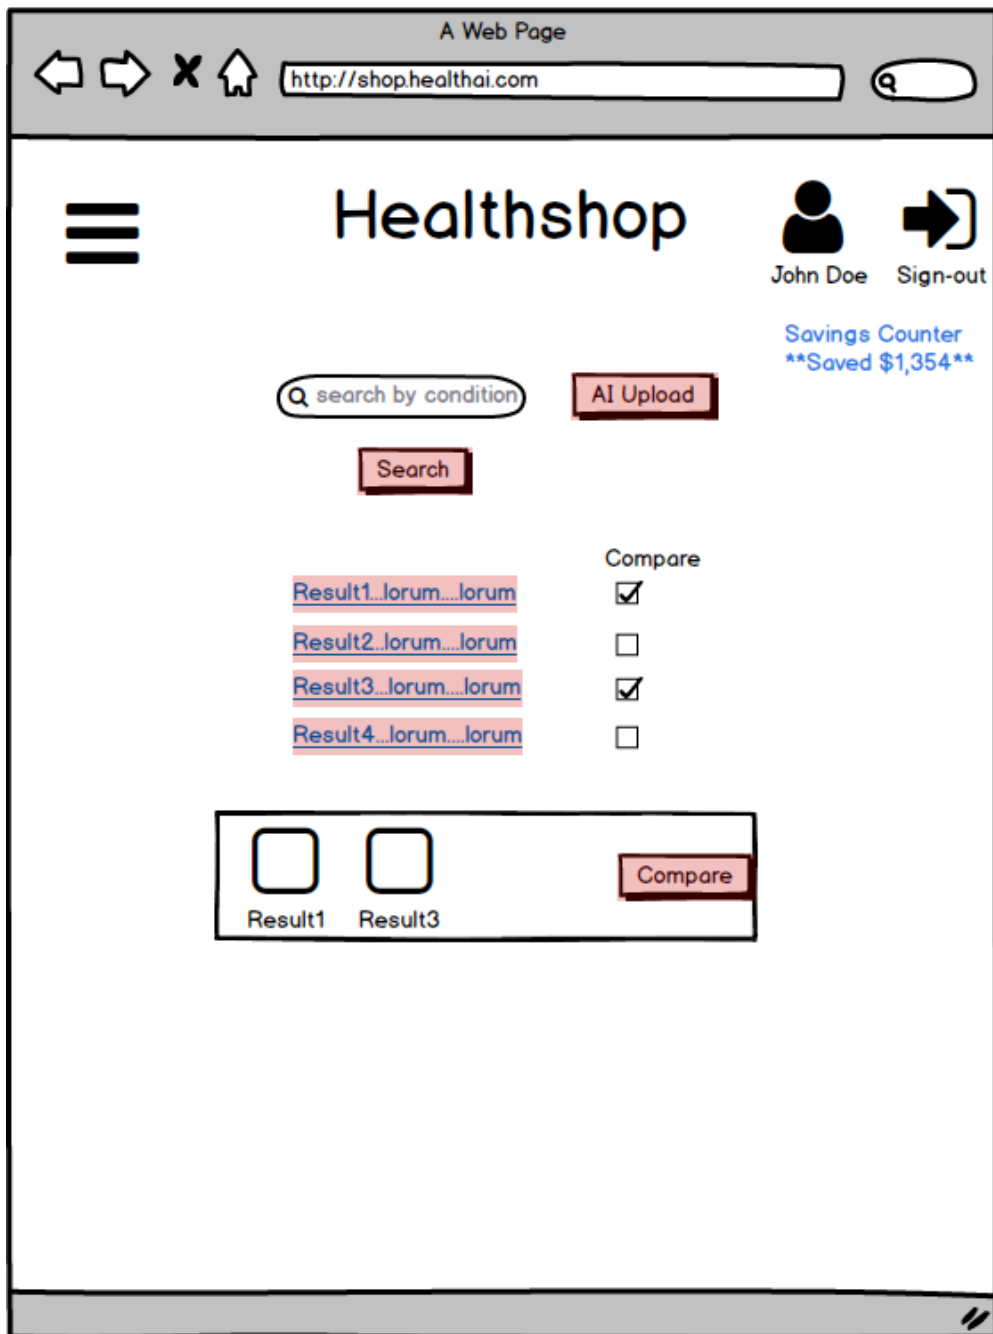 A Web Page
http://shop.healthai.com
Healthshop
John Doe
Sign-out
Savings Counter
**Saved $1,354**
search by condition
AI Upload
Search
Compare
Result1...lorum....lorum
Result2...lorum....lorum
Result3...lorum....lorum
Result4...lorum....lorum
Result1
Result3
Compare